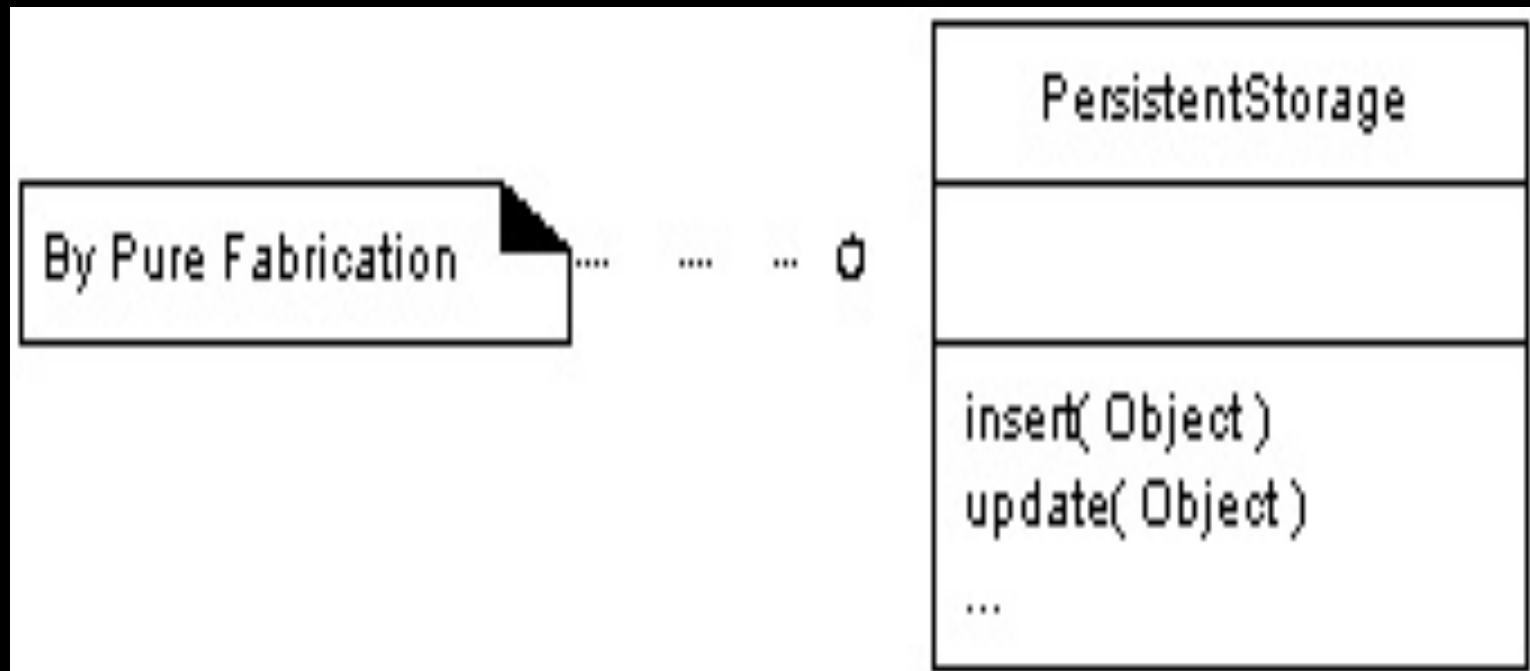 PersistentStorage
By Pure Fabrication
insert( Object )
update( Object )
...